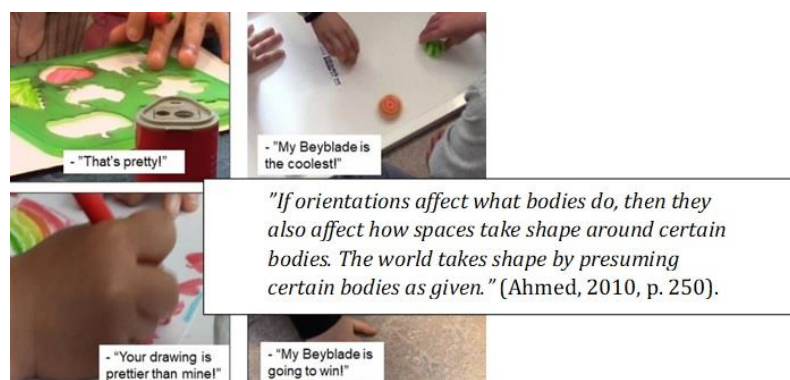 - "That's pretty!"
- "My Beyblade is
the coolest!"
"If orientations affect what bodies do, then they
also affect how spaces take shape around certain
bodies. The world takes shape by presuming
certain bodies as given." (Ahmed, 2010, p. 250).
- "Your drawing is
prettier than mine!"
- "My Beyblade is
going to win!"